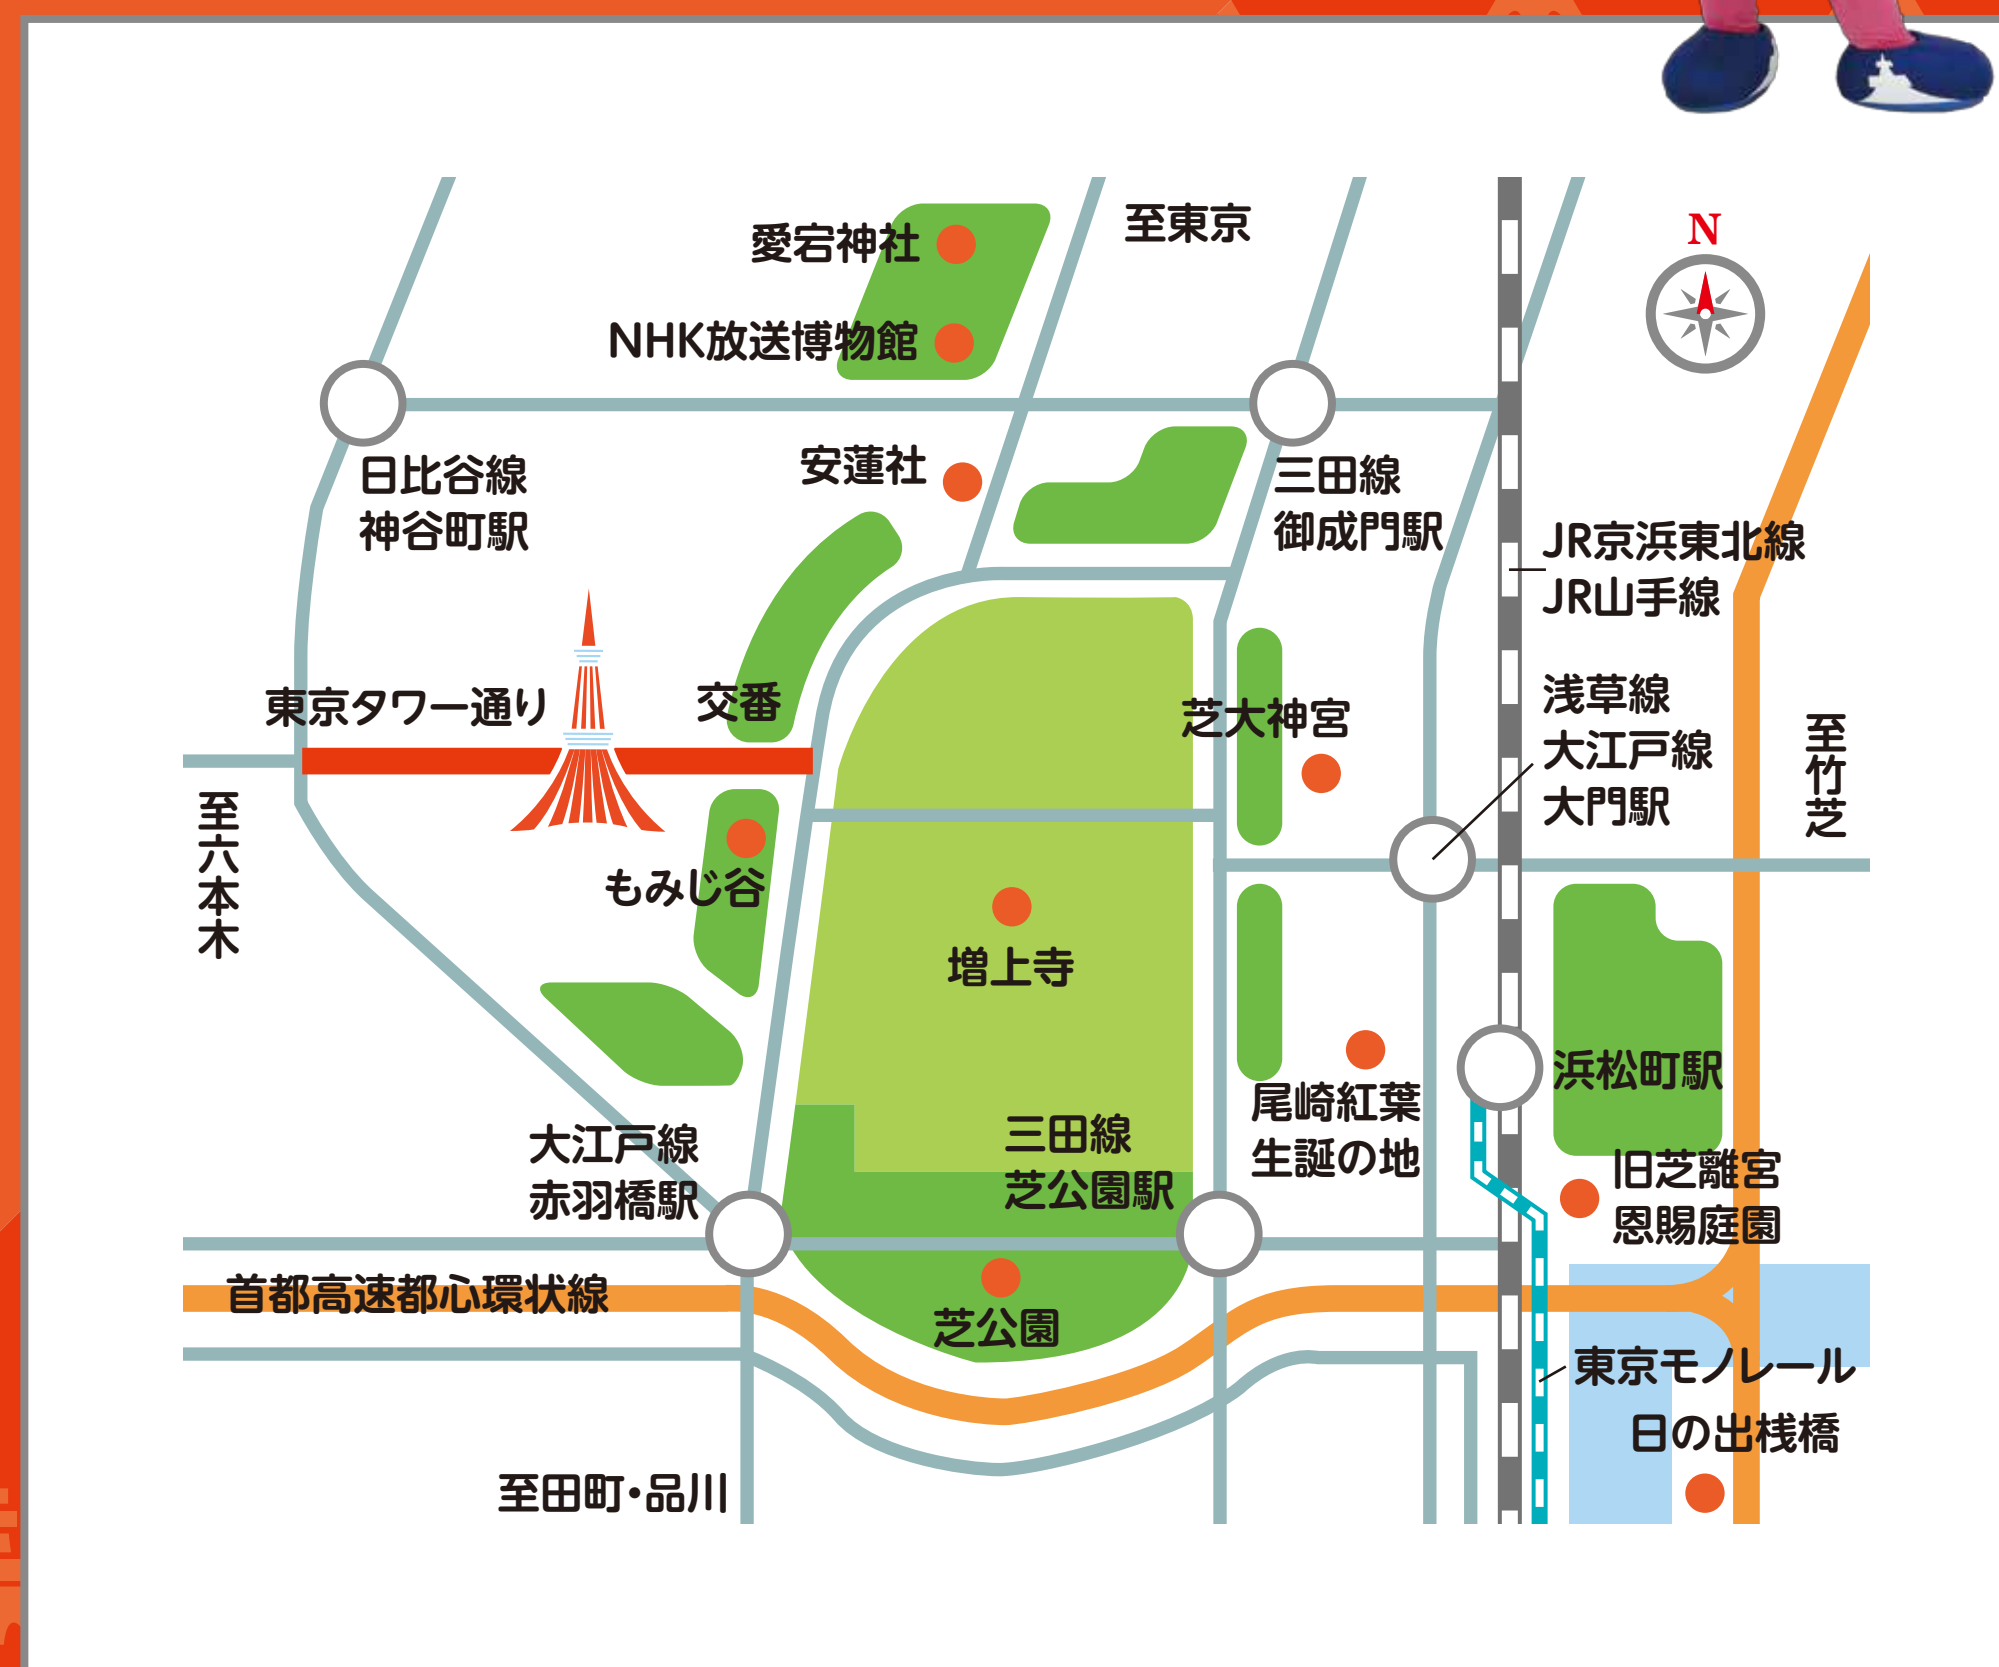 至東京
N
愛宕神社
NHK放送博物館
安蓮社
日比谷線
神谷町駅
三田線
御成門駅
JR京浜東北線
JR山手線
東京タワー通り
交番
芝大神宮
浅草線
大江戸線
大門駅
至竹芝
至六本木
もみじ谷
増上寺
浜松町駅
尾崎紅葉
生誕の地
大江戸線
赤羽橋駅
三田線
芝公園駅
旧芝離宮
恩賜庭園
首都高速都心環状線
芝公園
東京モノレール
日の出桟橋
至田町・品川